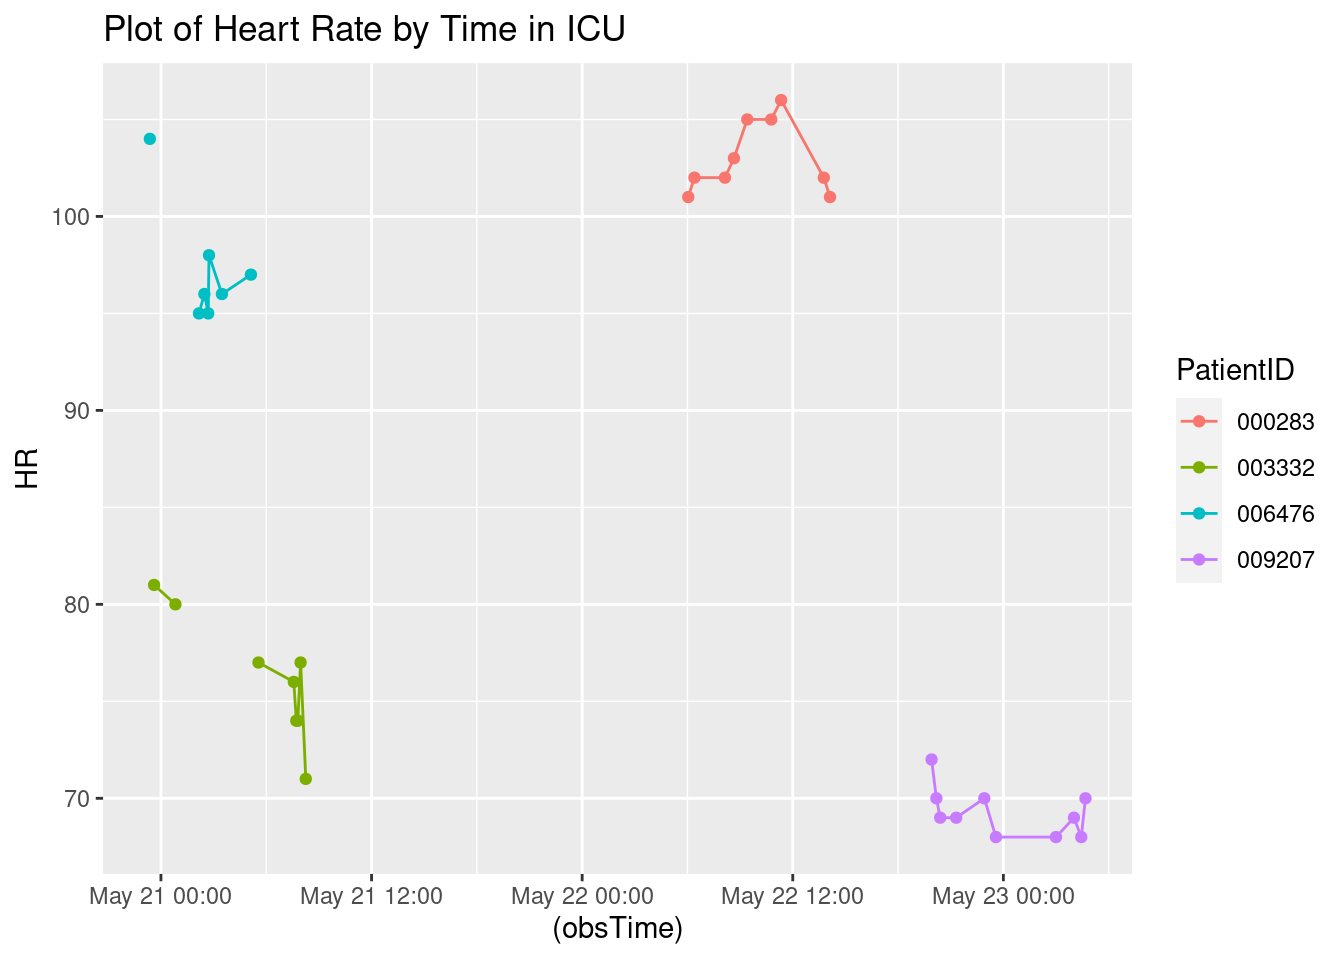 Plot of Heart Rate by Time in ICU
HR
100
90
80
70
May 21 00:00 May 21 12:00 May 22 00:00 May 22 12:00 May 23 00:00
(obsTime)
PatientID
000283
003332
006476
009207